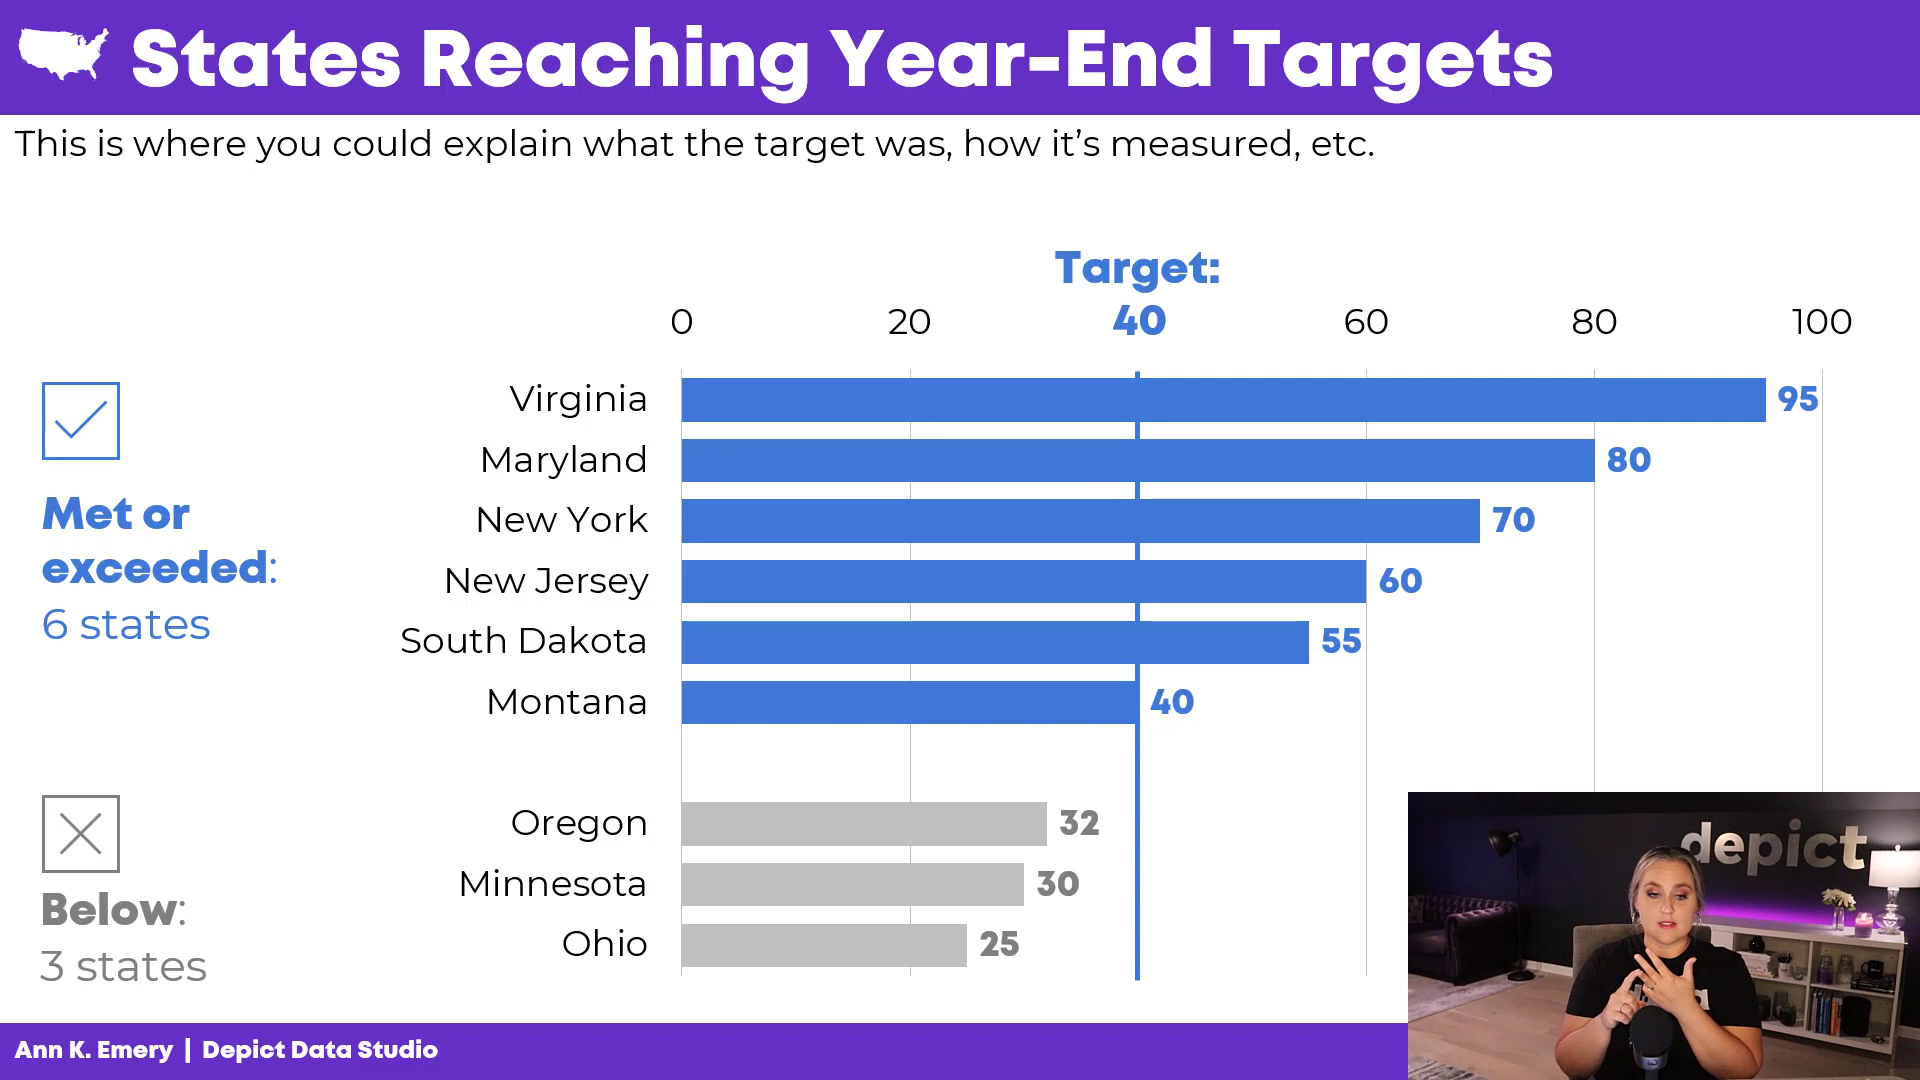 States Reaching Year-End Targets
This is where you could explain what the target was, how it’s measured, etc.
Target:
0 20 40 60 80 100
Met or
exceeded:
6 states
Virginia 95
Maryland 80
New York 70
New Jersey 60
South Dakota 55
Montana 40
Below:
3 states
Oregon 32
Minnesota 30
Ohio 25
depict
Ann K. Emery | Depict Data Studio